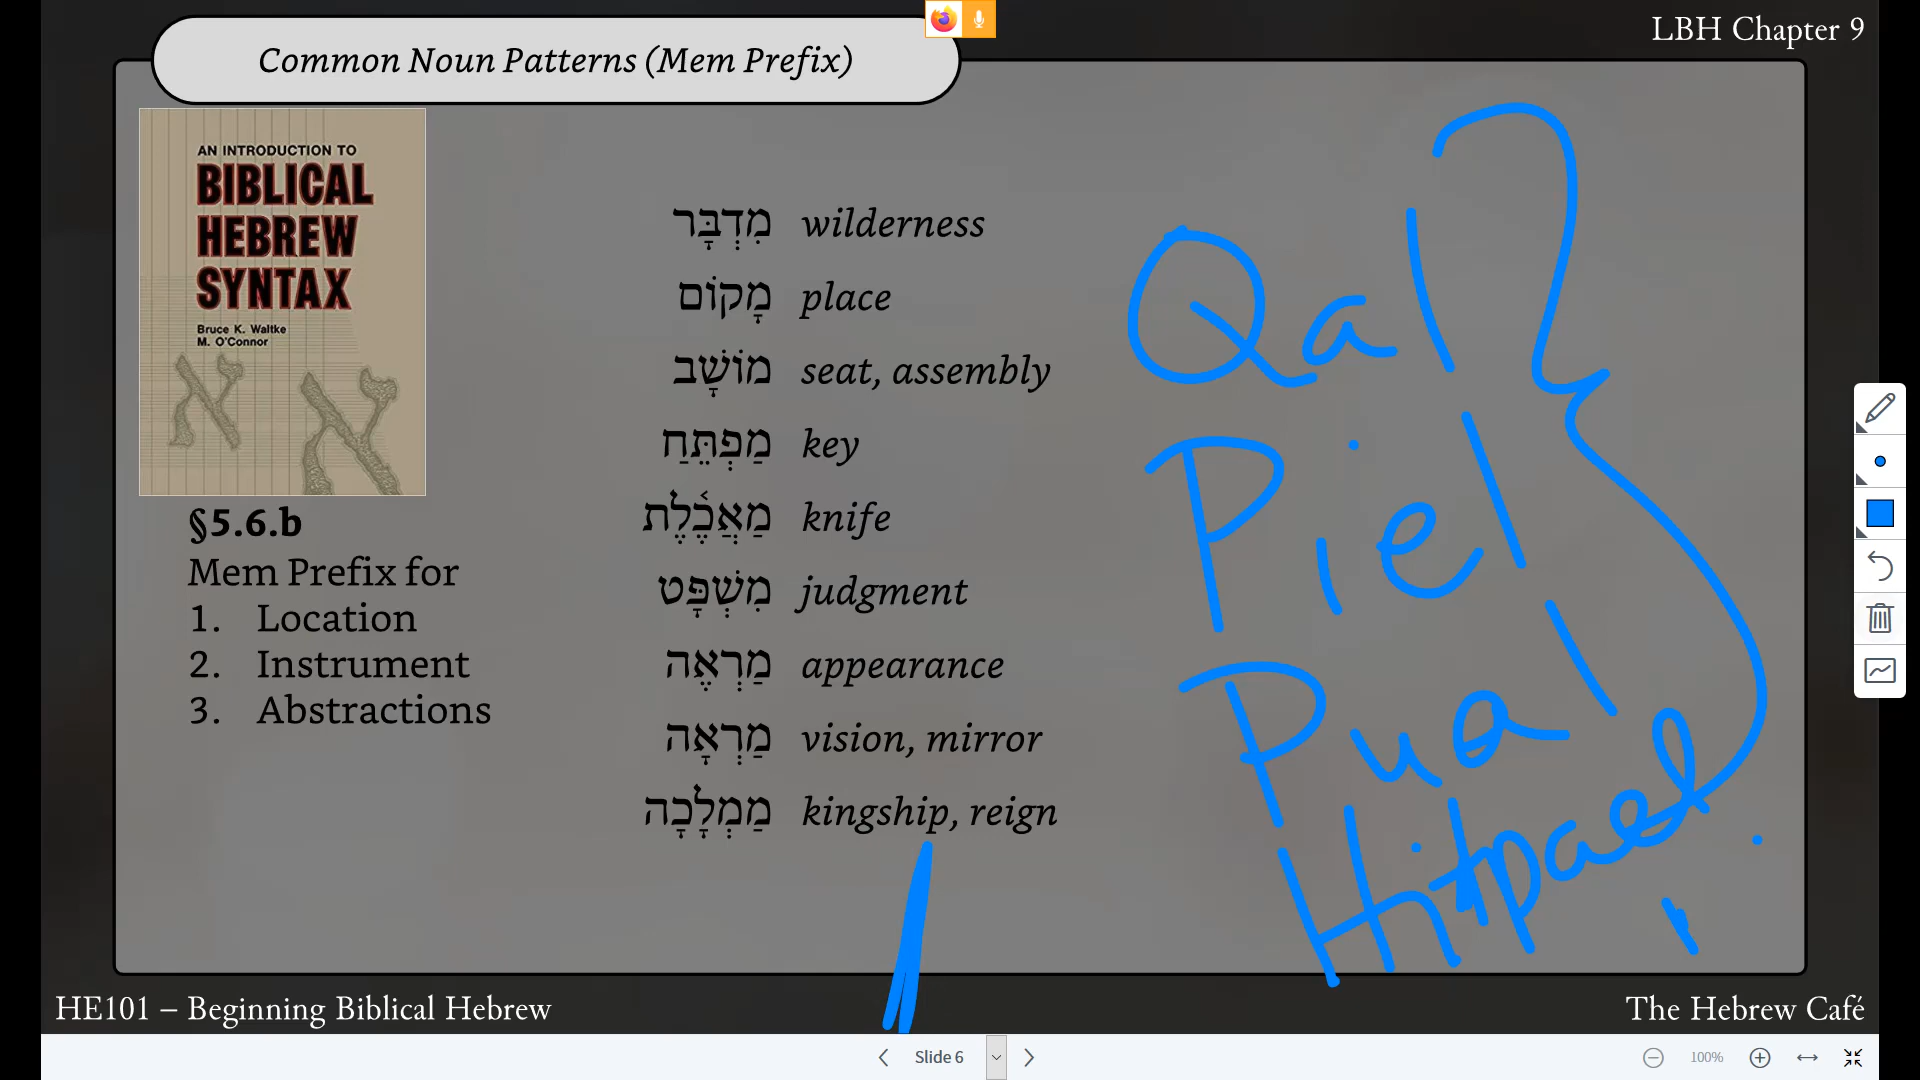 LBH Chapter 9
Common Noun Patterns (Mem Prefix)
AN INTRODUCTION TO
BIBLICAL
HEBREW
SYNTAX
Bruce K. Waltke
M. O'Connor
א א
§5.6.b
Mem Prefix for
1. Location
2. Instrument
3. Abstractions
מִדְבָּר wilderness
מָקוֹם place
מוֹשָׁב seat, assembly
מַפְתֵּחַ key
מַאֲכֶ֫לֶת knife
מִשְׁפָּט judgment
מַרְאֶה appearance
מַרְאָה vision, mirror
מַמְלָכָה kingship, reign
Qal
Piel
Pual
Hitpael
HE101 – Beginning Biblical Hebrew
The Hebrew Café
Slide 6
100%